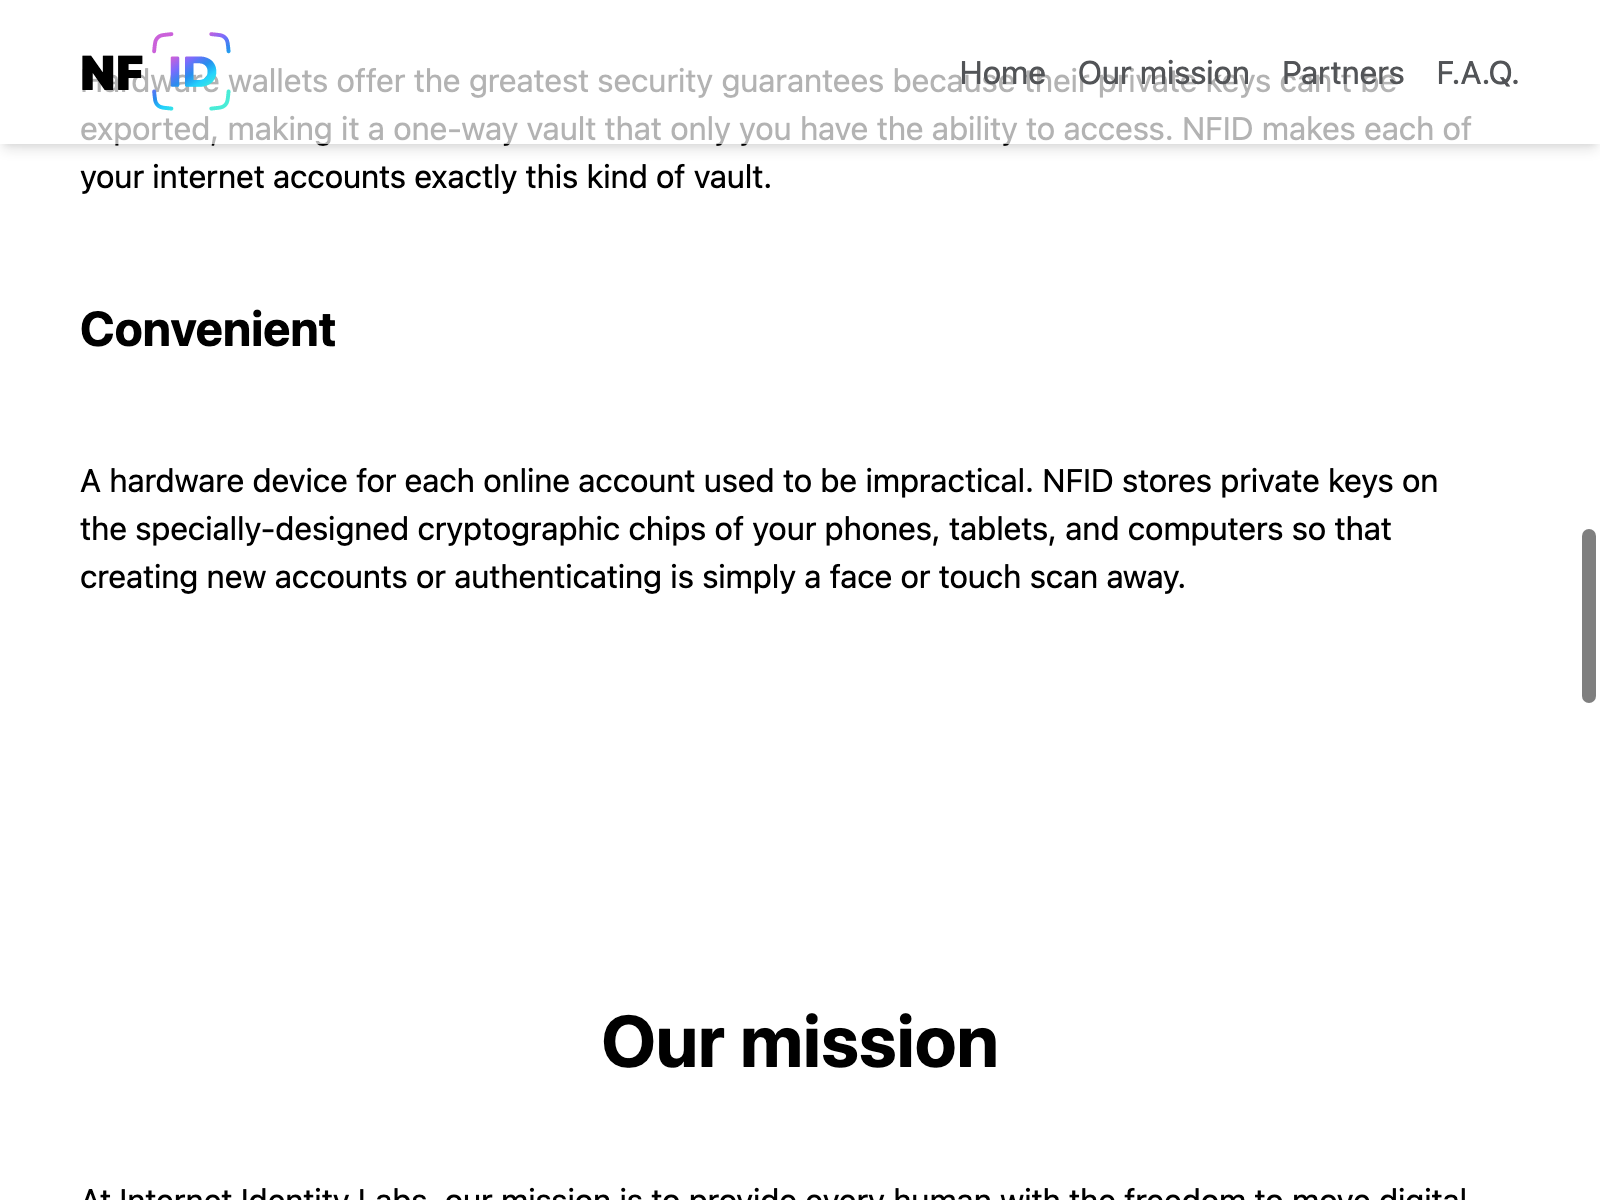 NFID
Home Our mission Partners F.A.Q.
Hardware wallets offer the greatest security guarantees because their private keys can't be
exported, making it a one-way vault that only you have the ability to access. NFID makes each of
your internet accounts exactly this kind of vault.
Convenient
A hardware device for each online account used to be impractical. NFID stores private keys on
the specially-designed cryptographic chips of your phones, tablets, and computers so that
creating new accounts or authenticating is simply a face or touch scan away.
Our mission
At Internet Identity Labs, our mission is to provide every human with the freedom to move digital